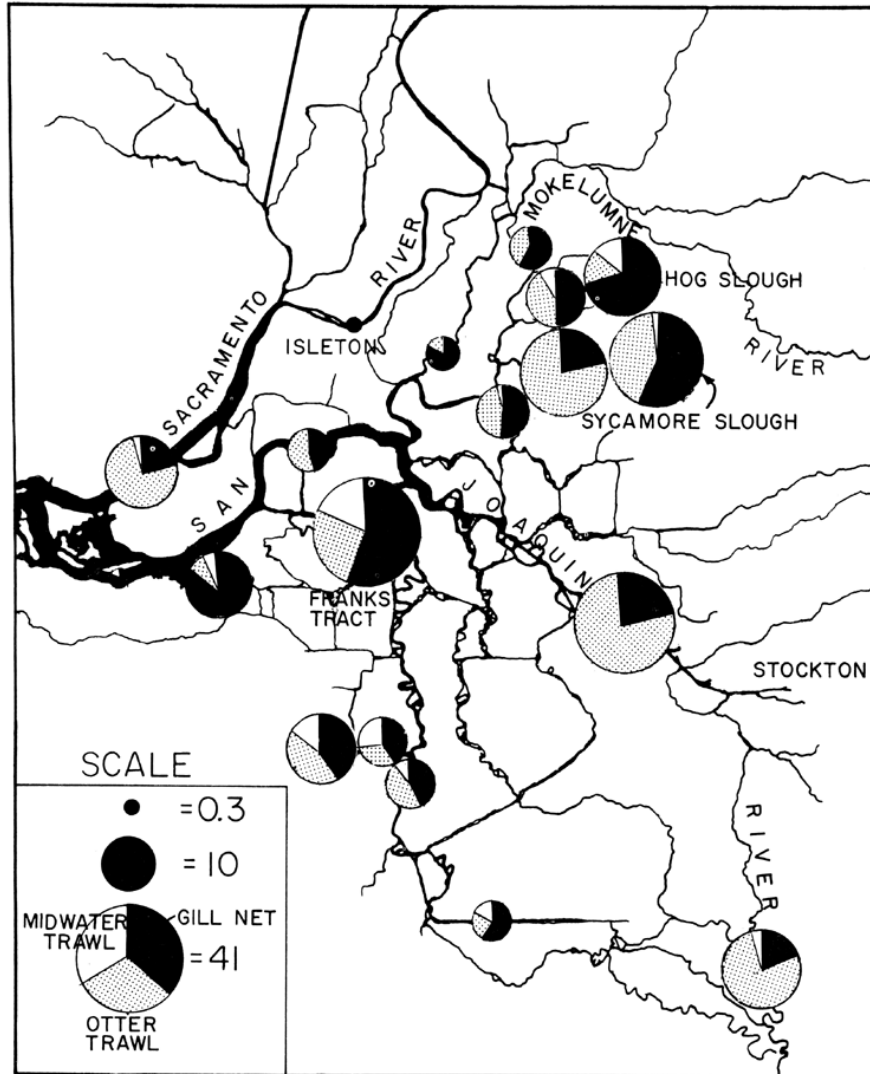 MOKELUMNE
RIVER
HOG SLOUGH
SACRAMENTO
RIVER
ISLETON
SYCAMORE SLOUGH
SAN
JOAQUIN
FRANKS
TRACT
STOCKTON
RIVER
SCALE
=0.3
=10
MIDWATER
TRAWL
GILL NET
=41
OTTER
TRAWL